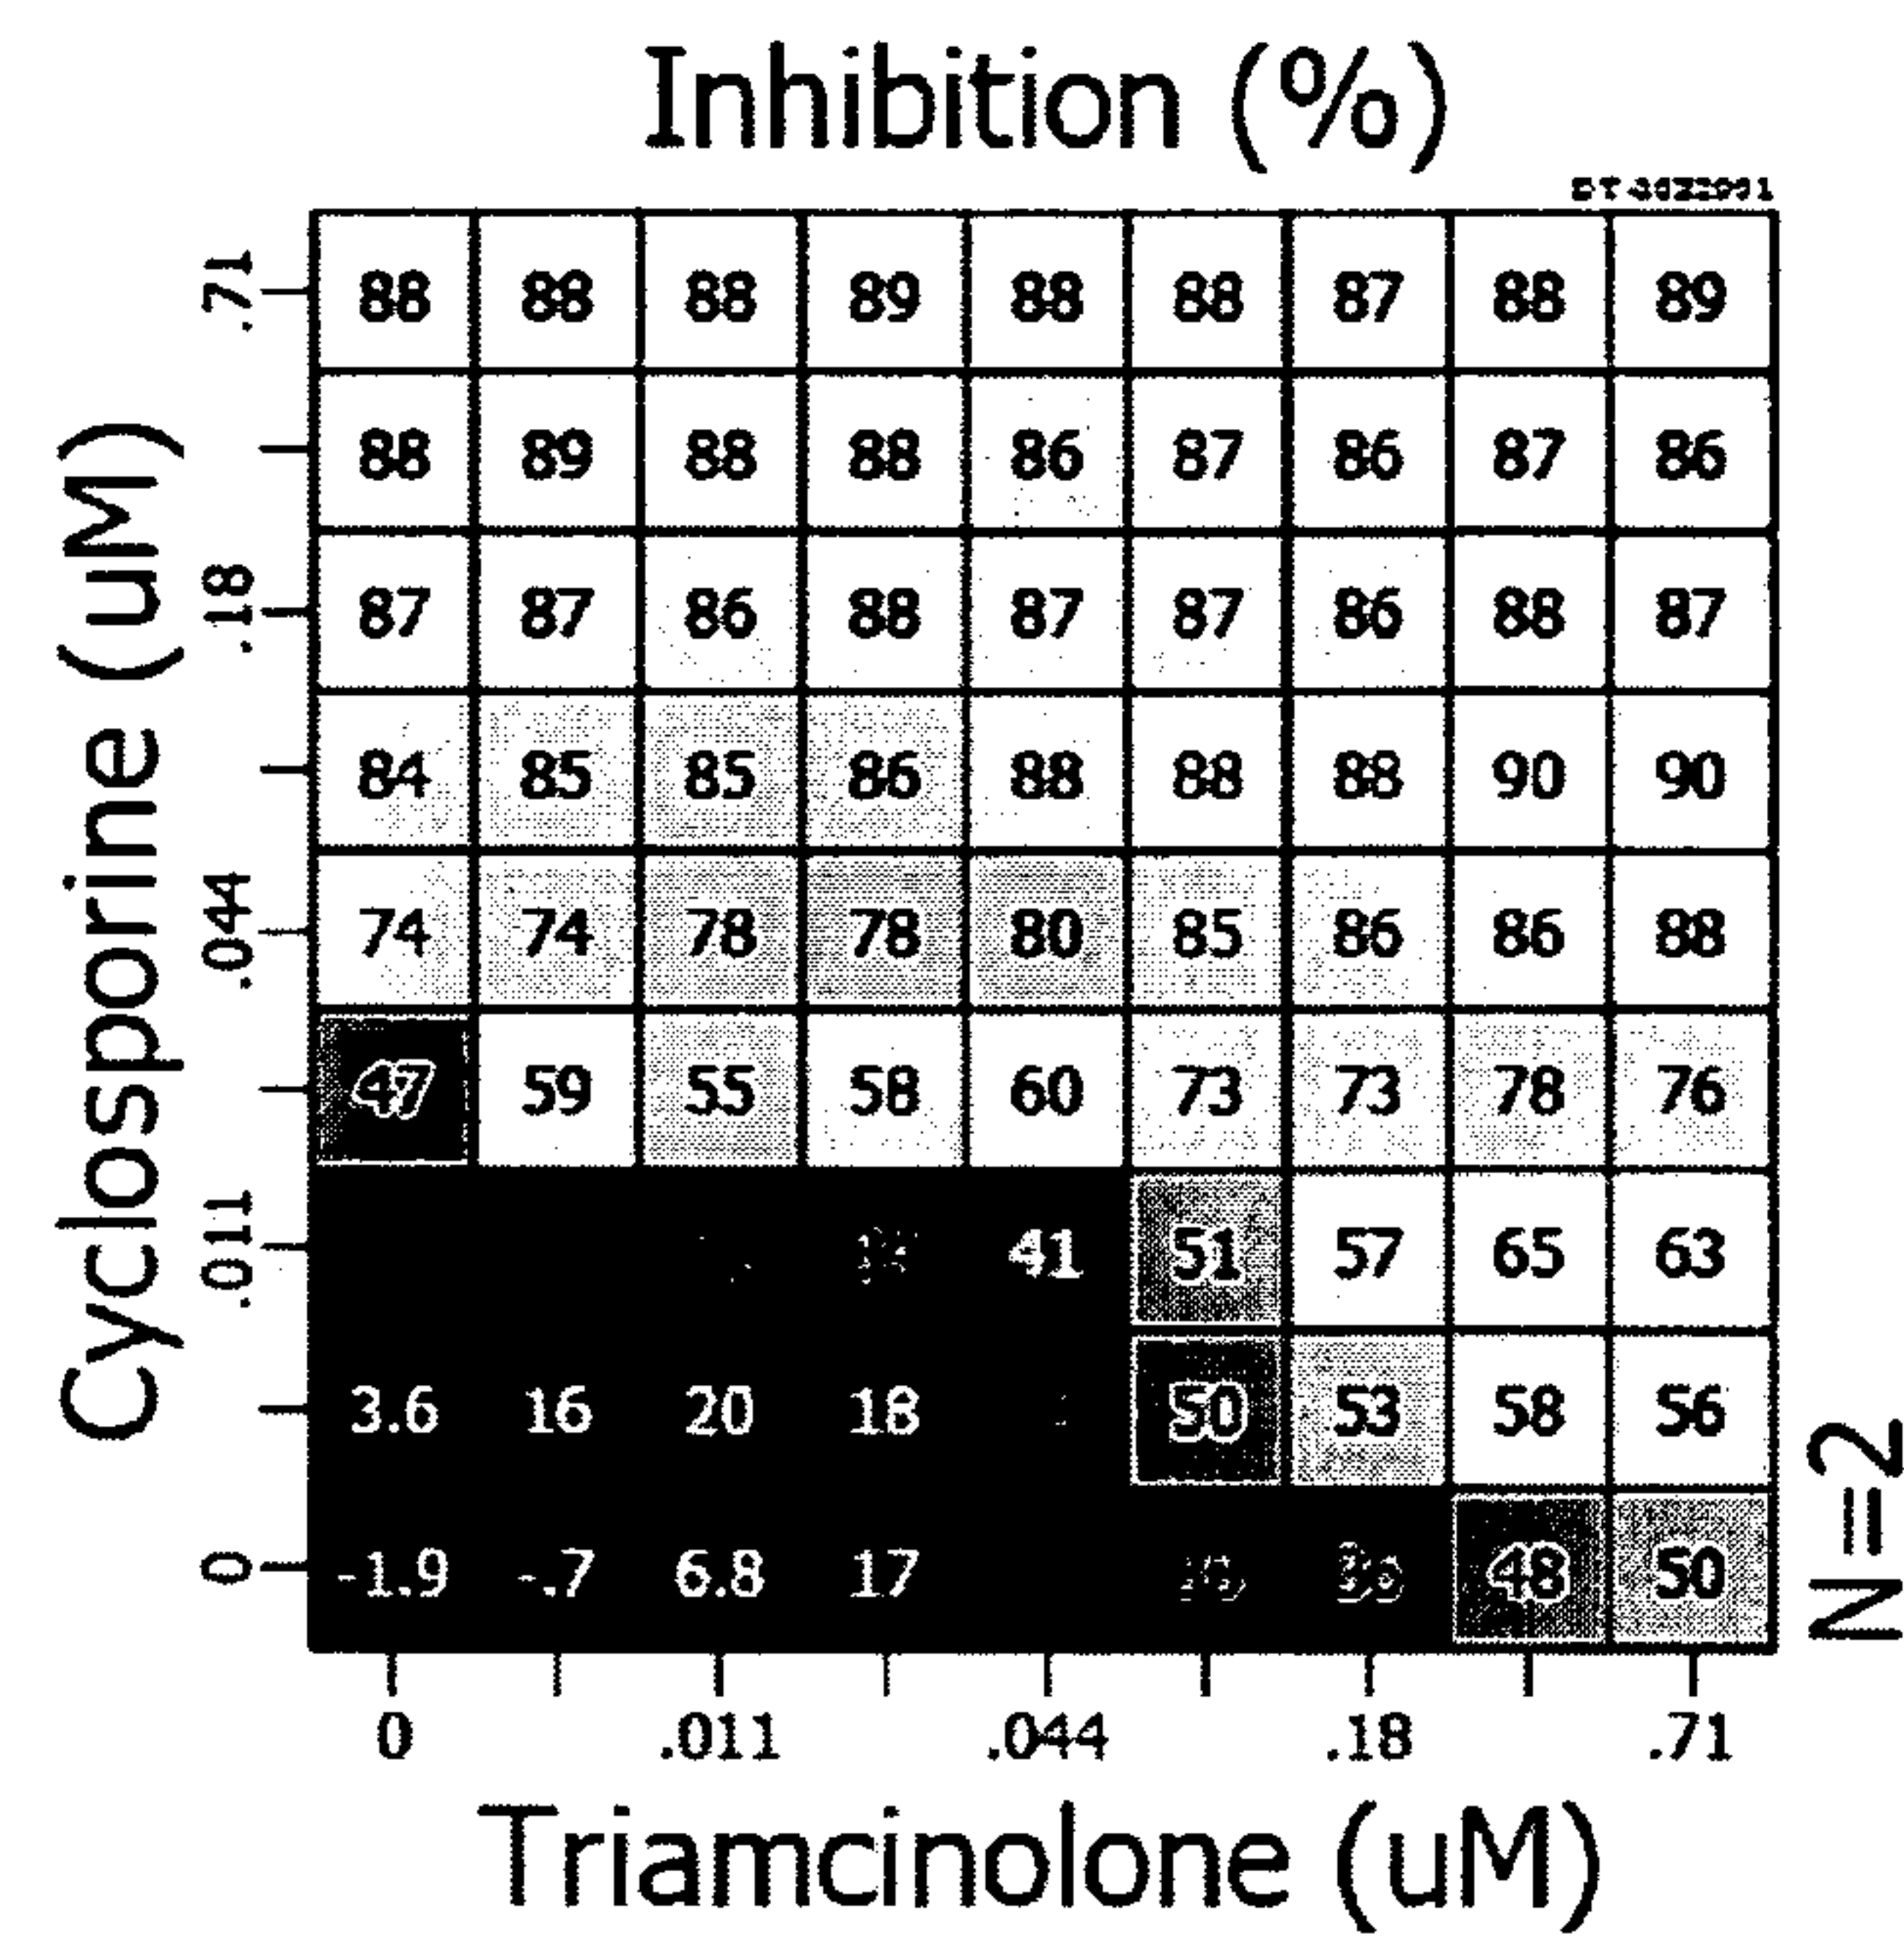 Inhibition (%)
.71 88 88 88 89 88 88 87 88 89
88 89 88 88 86 87 86 87 86
.18 87 87 86 88 87 87 86 88 87
84 85 85 86 88 88 88 90 90
.044 74 74 78 78 80 85 86 86 88
47 59 55 58 60 73 73 78 76
.011 41 51 57 65 63
3.6 16 20 18 50 53 58 56
0 -1.9 -.7 6.8 17 36 48 50
0 .011 .044 .18 .71
Triamcinolone (uM)
Cyclosporine (uM)
N=2